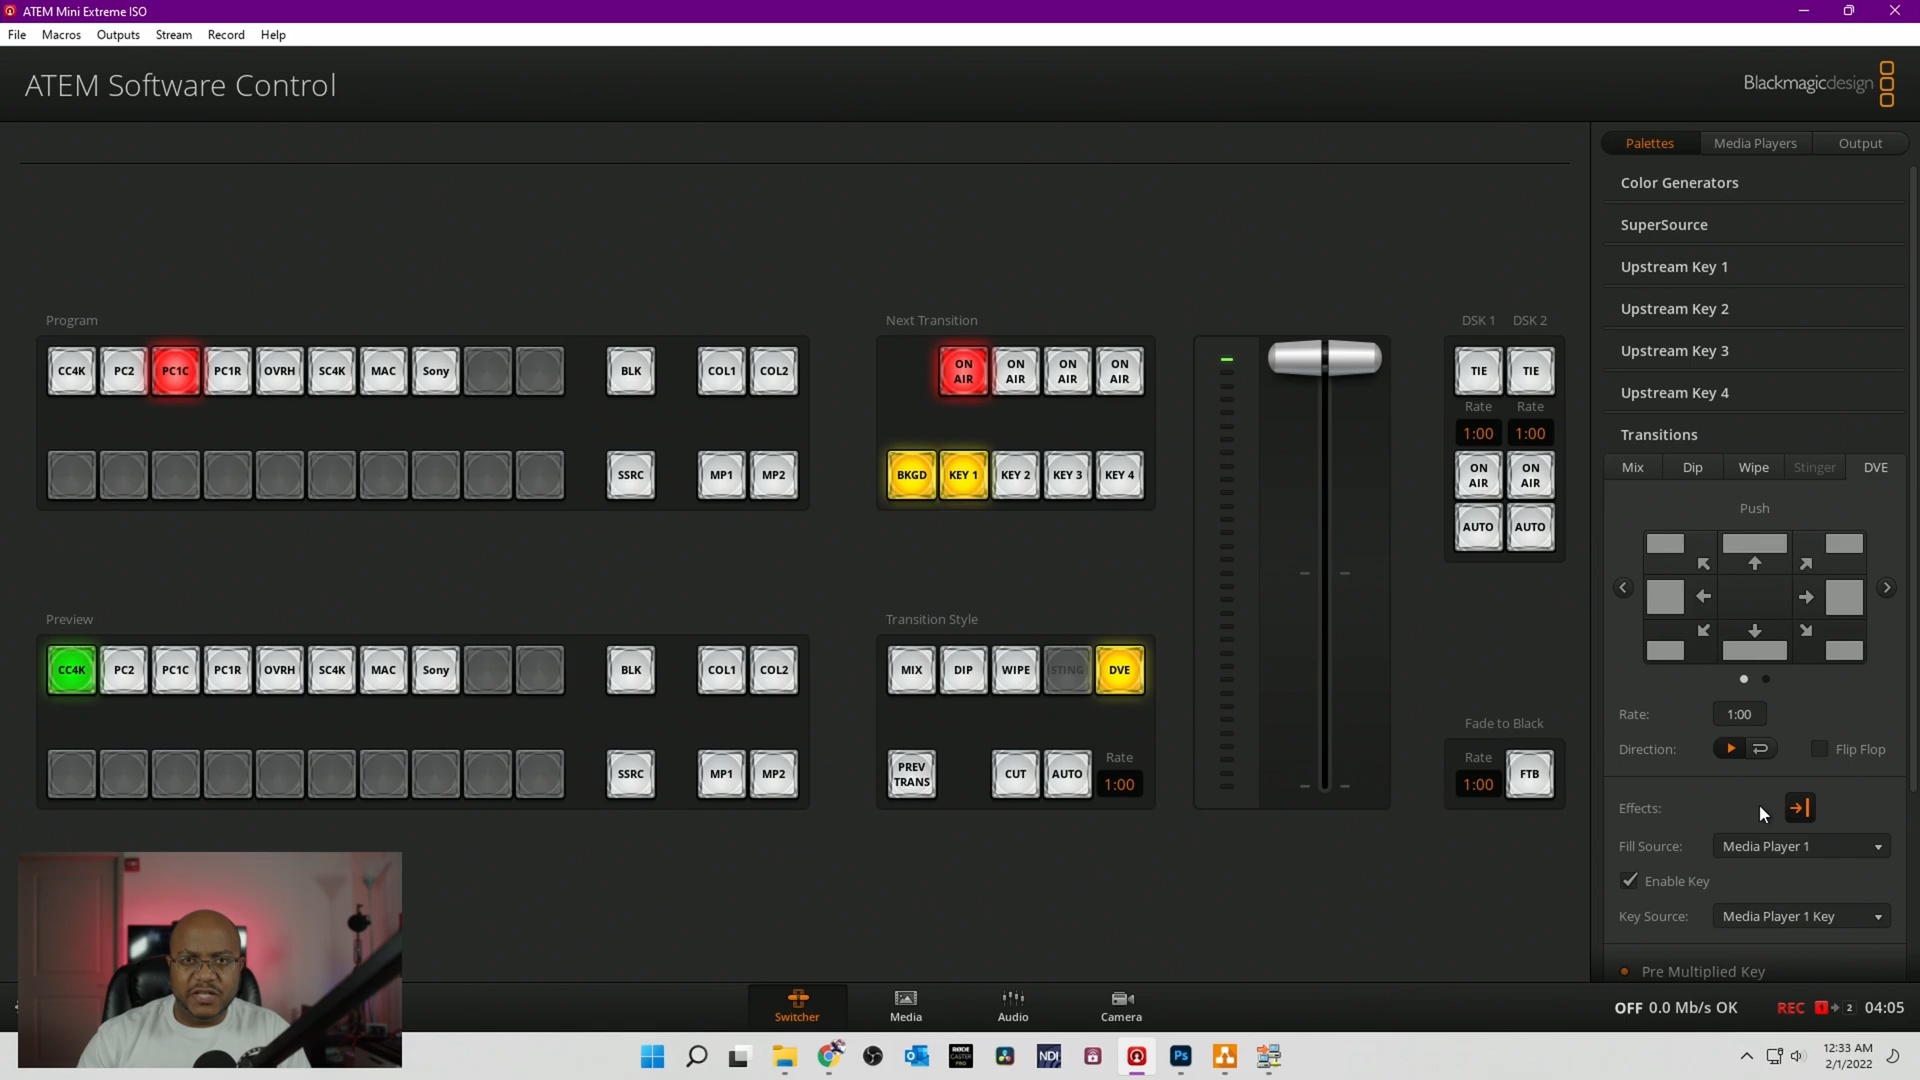 ATEM Mini Extreme ISO
File Macros Outputs Stream Record Help
ATEM Software Control
Blackmagicdesign
Palettes Media Players Output
Color Generators
SuperSource
Upstream Key 1
Upstream Key 2
Upstream Key 3
Upstream Key 4
Transitions
Mix Dip Wipe Stinger DVE
Push
Rate: 1:00
Direction: Flip Flop
Effects:
Fill Source: Media Player 1
Enable Key
Key Source: Media Player 1 Key
Pre Multiplied Key
Program
CC4K PC2 PC1C PC1R OVRH SC4K MAC Sony BLK COL1 COL2
SSRC MP1 MP2
Next Transition
ON AIR ON AIR ON AIR ON AIR
BKGD KEY 1 KEY 2 KEY 3 KEY 4
DSK 1 DSK 2
TIE TIE
Rate Rate
1:00 1:00
ON AIR ON AIR
AUTO AUTO
Preview
CC4K PC2 PC1C PC1R OVRH SC4K MAC Sony BLK COL1 COL2
SSRC MP1 MP2
Transition Style
MIX DIP WIPE STING DVE
PREV TRANS CUT AUTO Rate 1:00
Fade to Black
Rate 1:00 FTB
Switcher Media Audio Camera
OFF 0.0 Mb/s OK REC 1 2 04:05
RØDE CASTER PRO NDI Ps
12:33 AM
2/1/2022